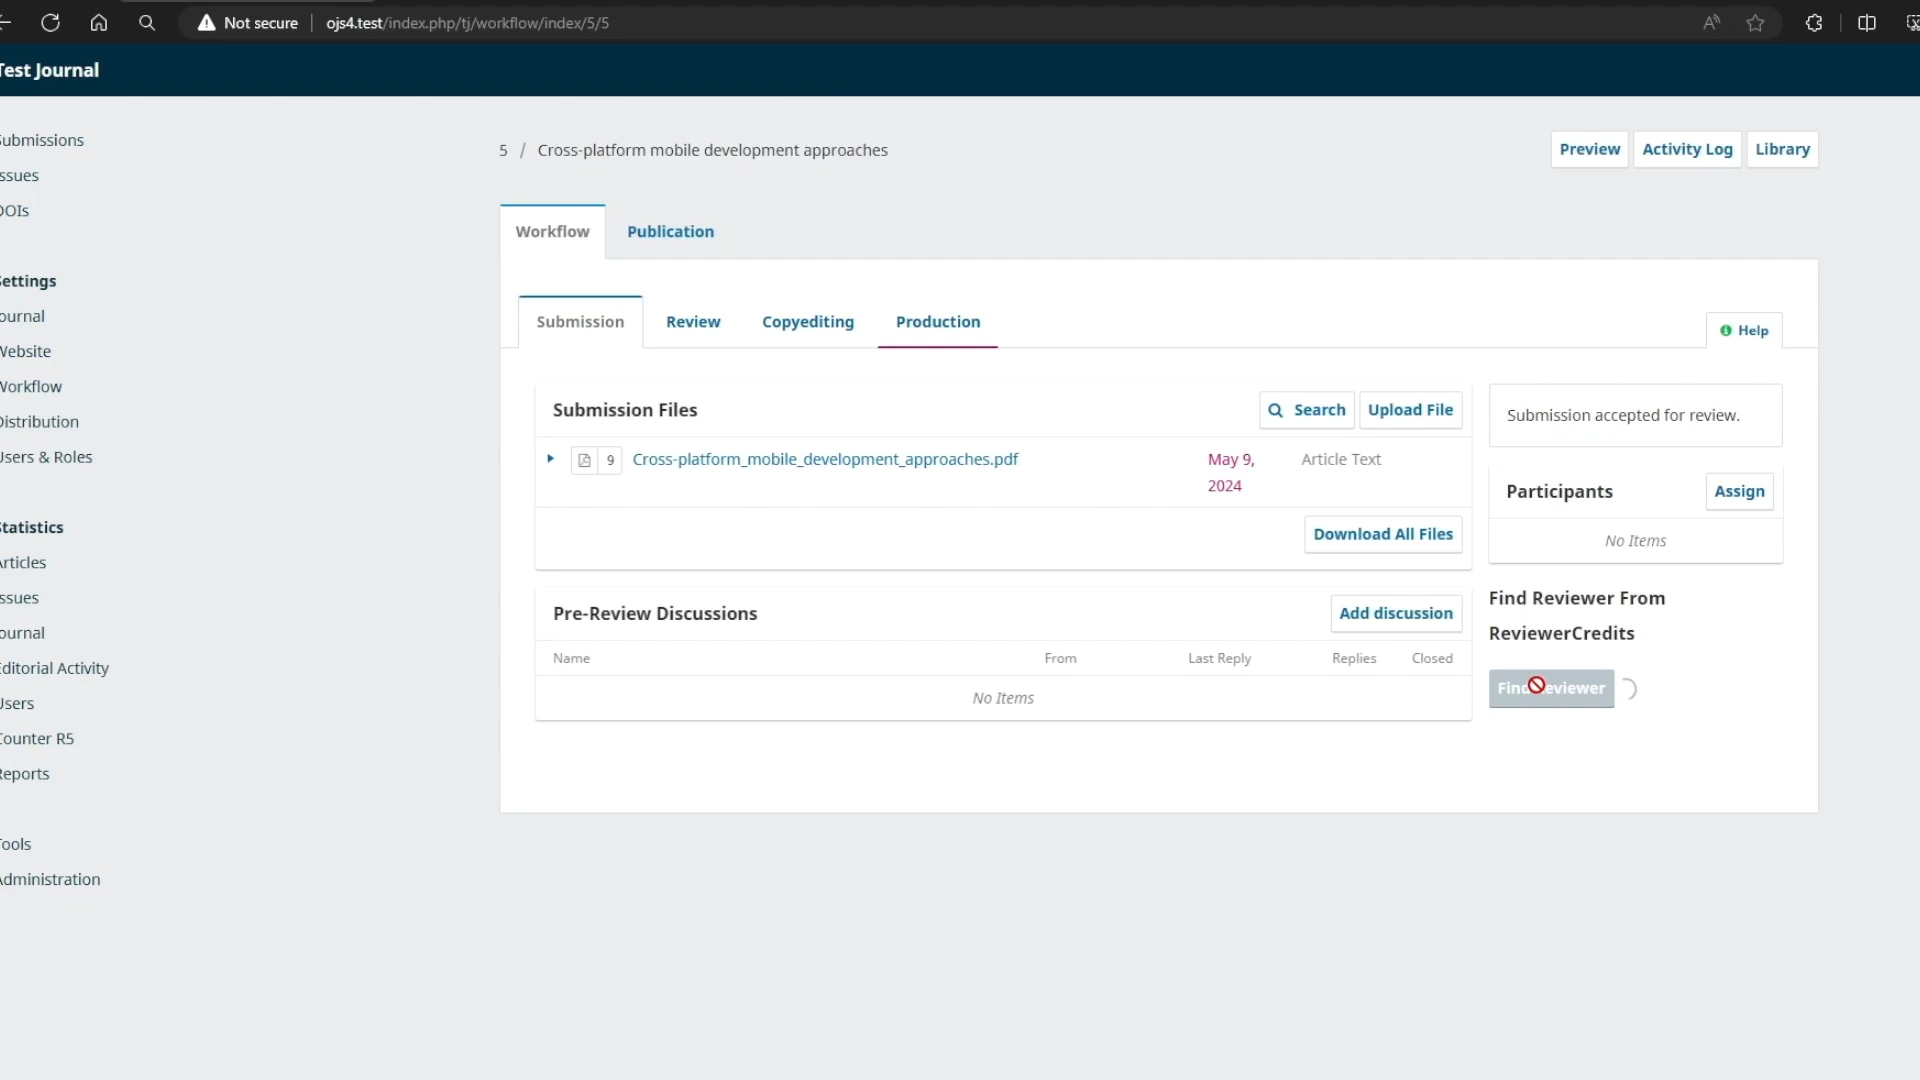 Not secure
ojs4.test/index.php/tj/workflow/index/5/5
Test Journal
Submissions
Issues
DOIs
Settings
Journal
Website
Workflow
Distribution
Users & Roles
Statistics
Articles
Issues
Journal
Editorial Activity
Users
Counter R5
Reports
Tools
Administration
5 / Cross-platform mobile development approaches
Preview
Activity Log
Library
Workflow
Publication
Submission
Review
Copyediting
Production
Help
Submission Files
Search
Upload File
9
Cross-platform_mobile_development_approaches.pdf
May 9,
2024
Article Text
Download All Files
Pre-Review Discussions
Add discussion
Name
From
Last Reply
Replies
Closed
No Items
Submission accepted for review.
Participants
Assign
No Items
Find Reviewer From
ReviewerCredits
Find Reviewer